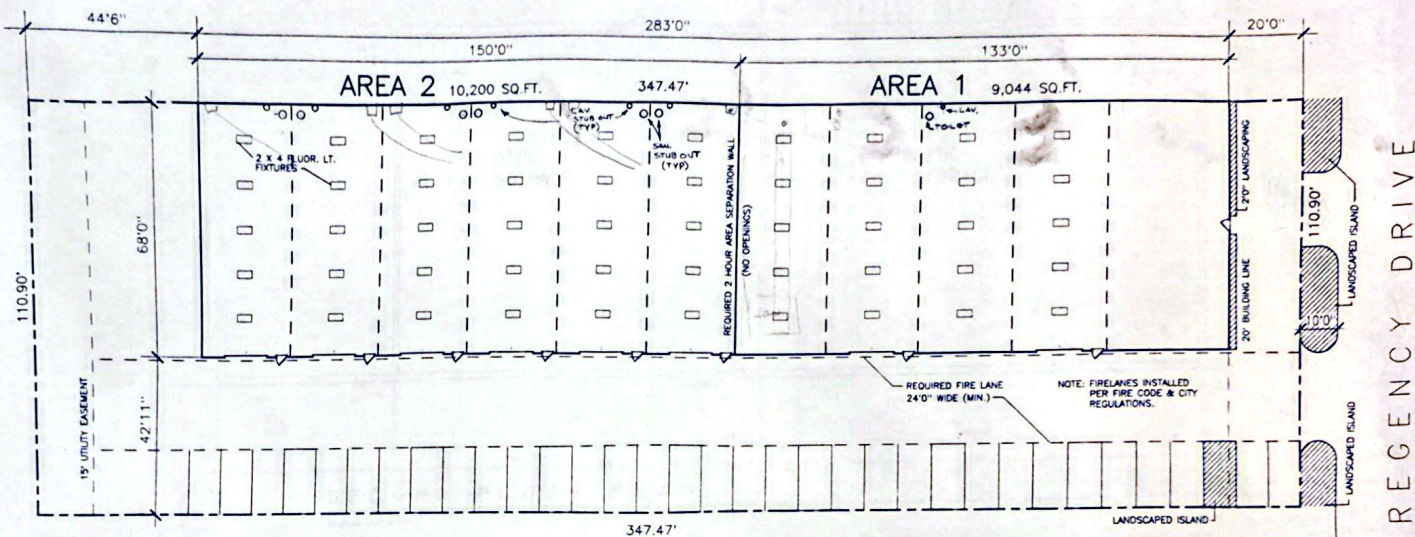 44'6"
283'0"
20'0"
150'0"
133'0"
AREA 2
10,200 SQ.FT.
347.47'
AREA 1
9,044 SQ.FT.
LAV.
STUB OUT
(TYP)
LAV.
TOILET
STUB OUT
(TYP)
2 X 4 FLUOR. LT.
FIXTURES
68'0"
110.90'
REQUIRED 2 HOUR AREA SEPARATION WALL
(NO OPENINGS)
2'0" LANDSCAPING
20' BUILDING LINE
110.90'
LANDSCAPED ISLAND
10'0"
REGENCY DRIVE
15' UTILITY EASEMENT
42'11"
REQUIRED FIRE LANE
24'0" WIDE (MIN.)
NOTE: FIRELANES INSTALLED
PER FIRE CODE & CITY
REGULATIONS.
LANDSCAPED ISLAND
LANDSCAPED ISLAND
347.47'